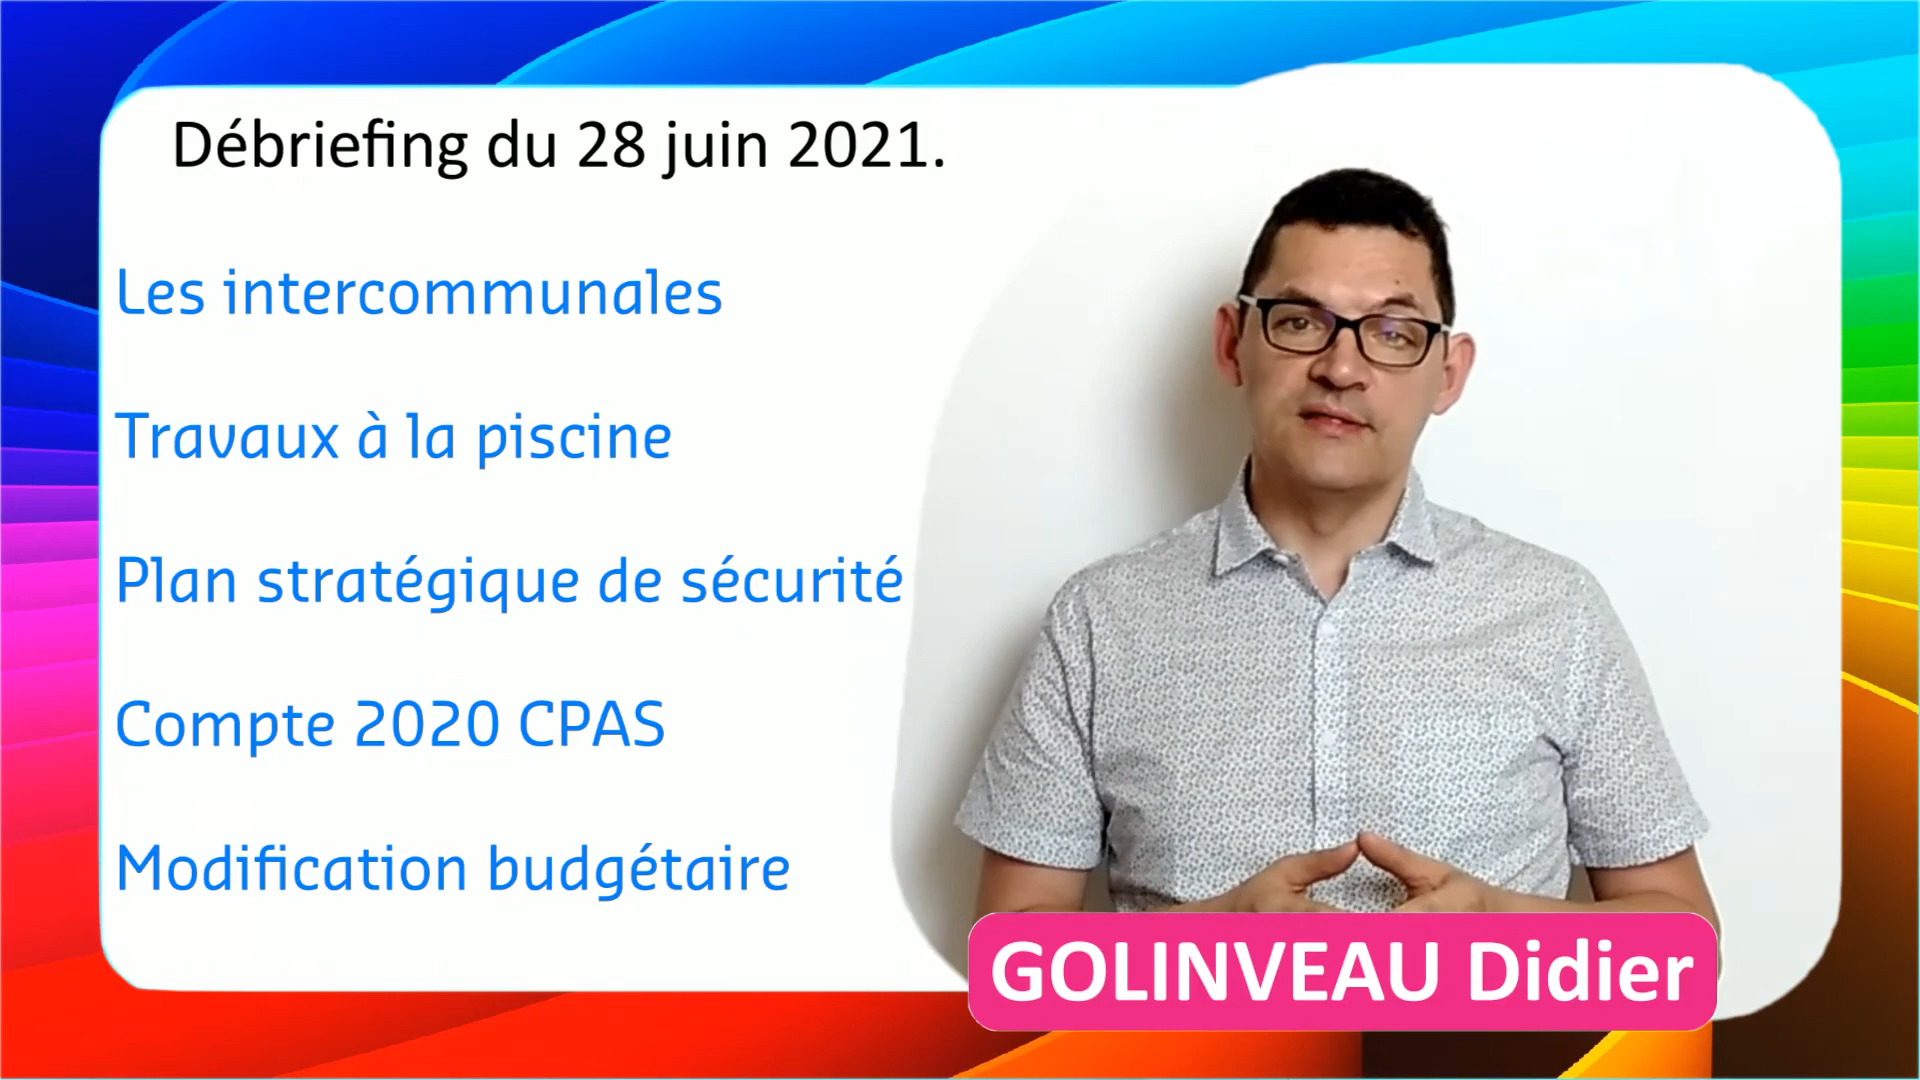 Débriefing du 28 juin 2021.
Les intercommunales
Travaux à la piscine
Plan stratégique de sécurité
Compte 2020 CPAS
Modification budgétaire
GOLINVEAU Didier